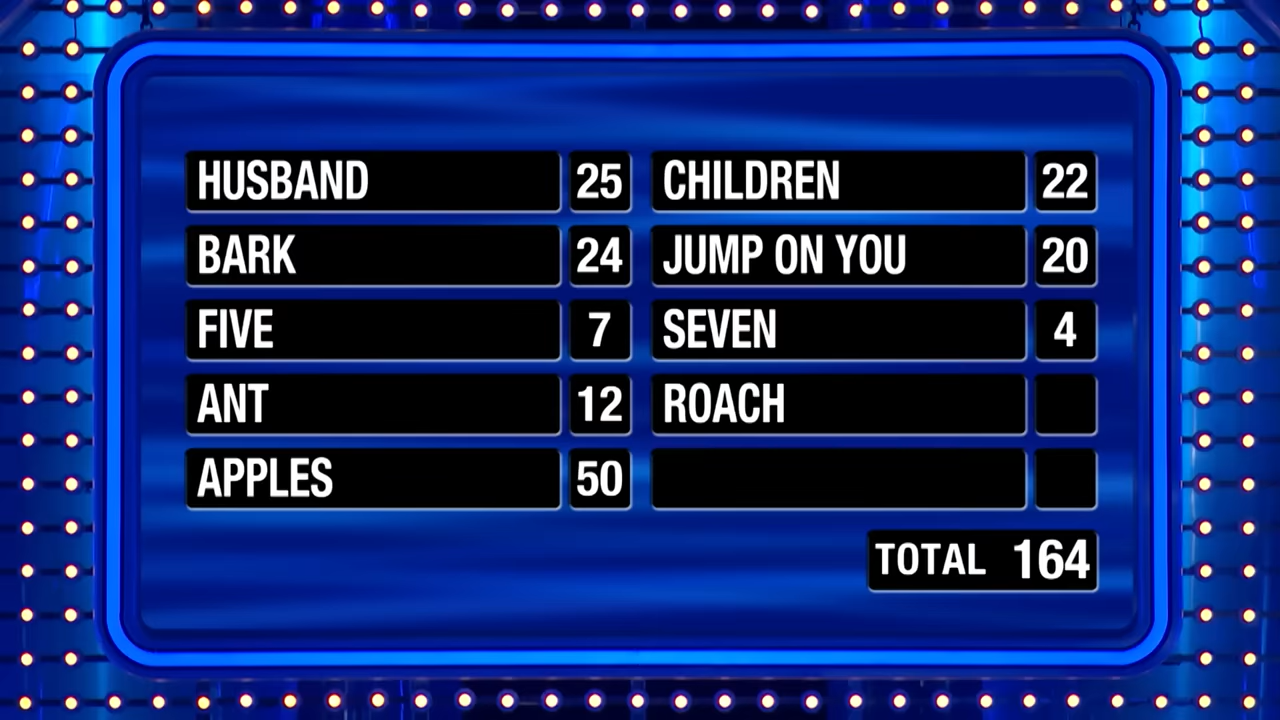 HUSBAND 25 CHILDREN 22
BARK 24 JUMP ON YOU 20
FIVE 7 SEVEN 4
ANT 12 ROACH
APPLES 50
TOTAL 164